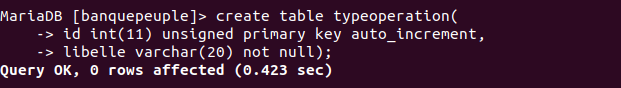 MariaDB [banquepeuple]> create table typeoperation(
    -> id int(11) unsigned primary key auto_increment,
    -> libelle varchar(20) not null);
Query OK, 0 rows affected (0.423 sec)